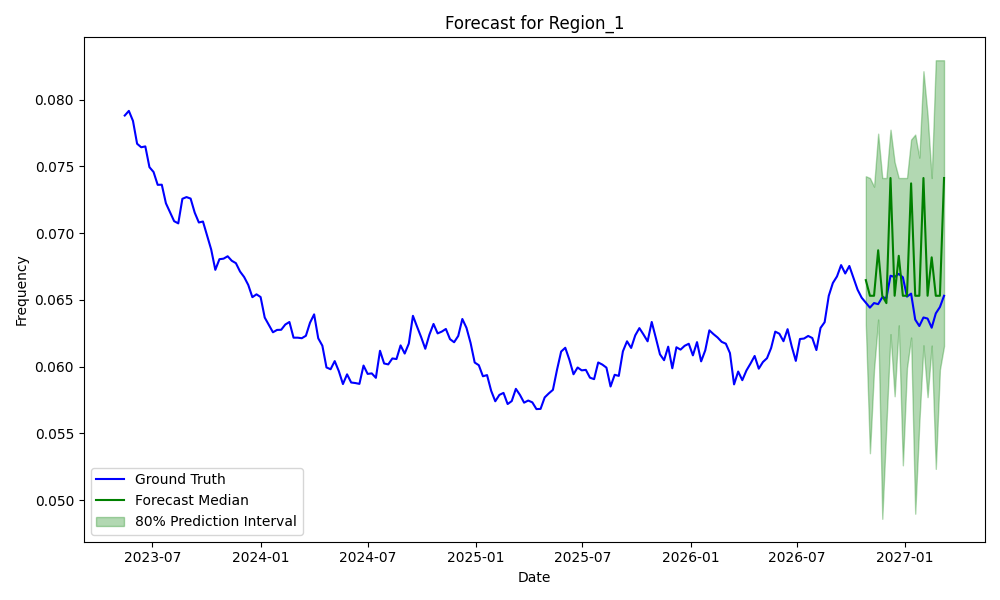 Forecast for Region_1
Frequency
0.080
0.075
0.070
0.065
0.060
0.055
0.050
Ground Truth
Forecast Median
80% Prediction Interval
2023-07 2024-01 2024-07 2025-01 2025-07 2026-01 2026-07 2027-01
Date